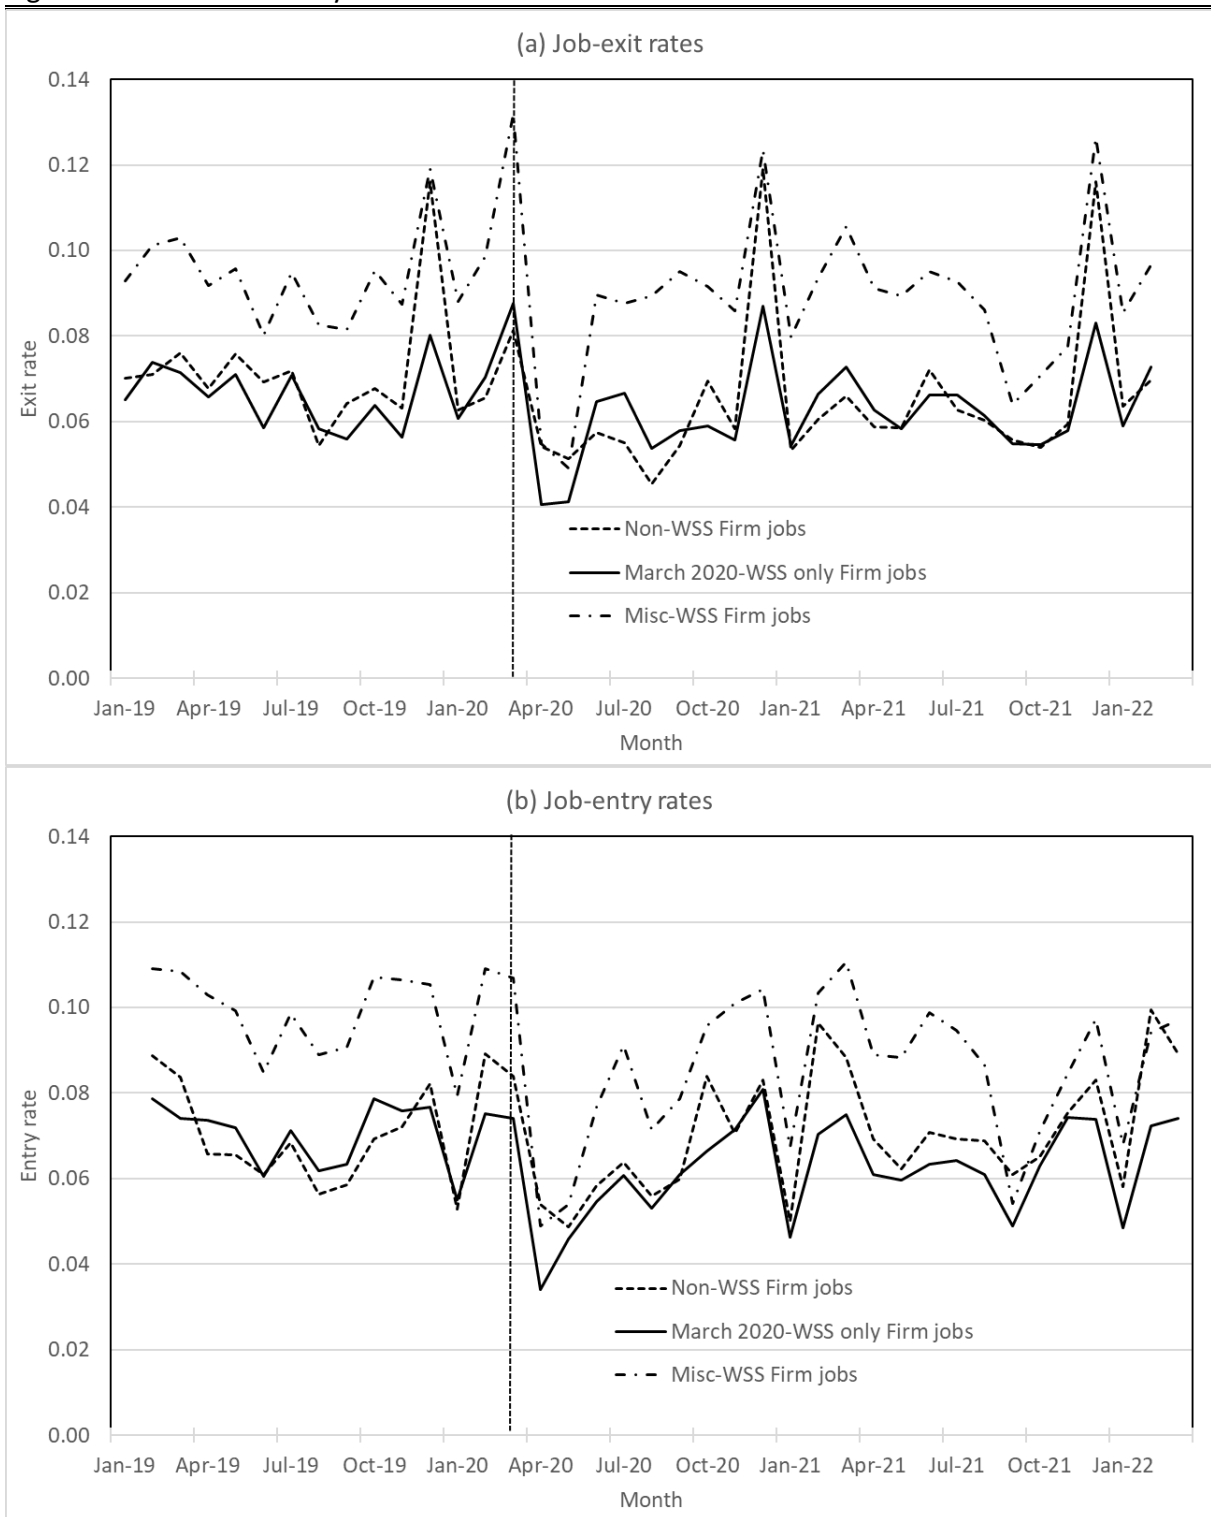 (a) Job-exit rates
0.14
0.12
0.10
0.08
0.06
0.04
0.02
0.00
Exit rate
Non-WSS Firm jobs
March 2020-WSS only Firm jobs
Misc-WSS Firm jobs
Jan-19 Apr-19 Jul-19 Oct-19 Jan-20 Apr-20 Jul-20 Oct-20 Jan-21 Apr-21 Jul-21 Oct-21 Jan-22
Month
(b) Job-entry rates
0.14
0.12
0.10
0.08
0.06
0.04
0.02
0.00
Entry rate
Non-WSS Firm jobs
March 2020-WSS only Firm jobs
Misc-WSS Firm jobs
Jan-19 Apr-19 Jul-19 Oct-19 Jan-20 Apr-20 Jul-20 Oct-20 Jan-21 Apr-21 Jul-21 Oct-21 Jan-22
Month